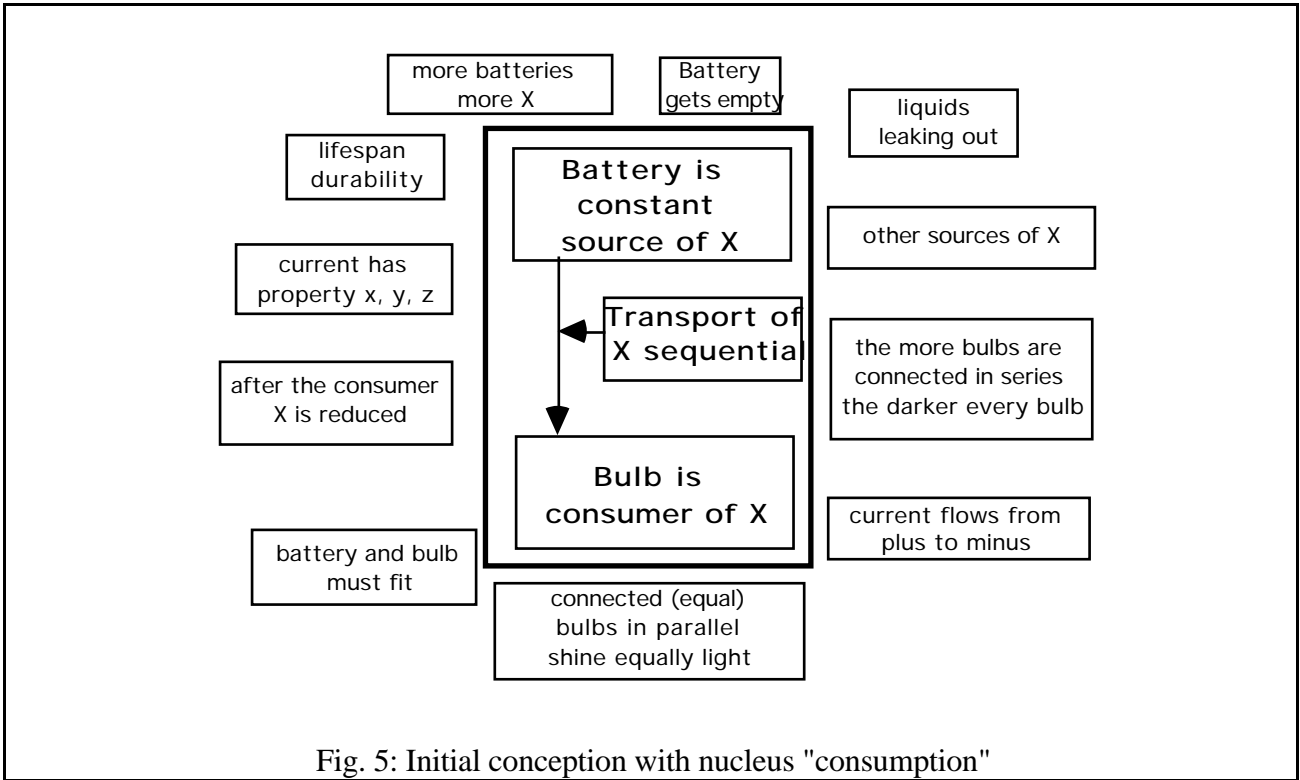 more batteries
more X
Battery
gets empty
liquids
leaking out
lifespan
durability
Battery is
constant
source of X
other sources of X
current has
property x, y, z
Transport of
X sequential
the more bulbs are
connected in series
the darker every bulb
after the consumer
X is reduced
Bulb is
consumer of X
current flows from
plus to minus
battery and bulb
must fit
connected (equal)
bulbs in parallel
shine equally light
Fig. 5: Initial conception with nucleus "consumption"